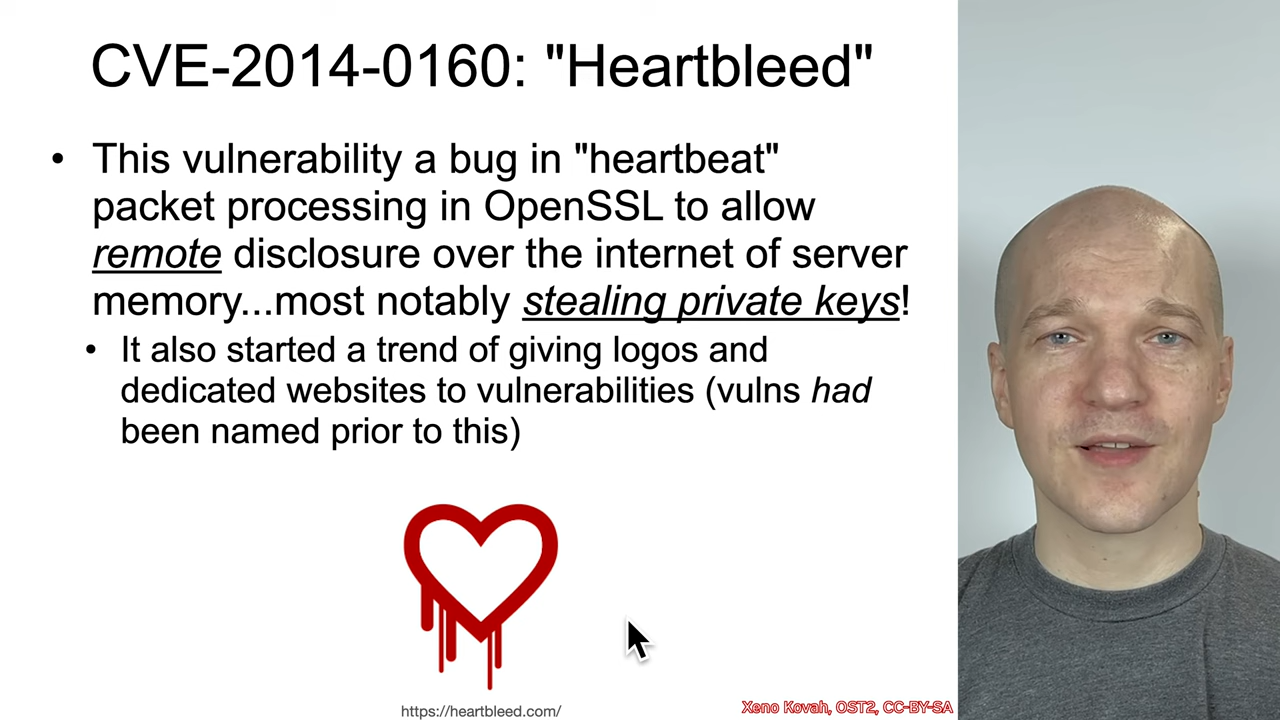 CVE-2014-0160: "Heartbleed"
• This vulnerability a bug in "heartbeat"
packet processing in OpenSSL to allow
remote disclosure over the internet of server
memory...most notably stealing private keys!
• It also started a trend of giving logos and
dedicated websites to vulnerabilities (vulns had
been named prior to this)
https://heartbleed.com/
Xeno Kovah, OST2, CC-BY-SA